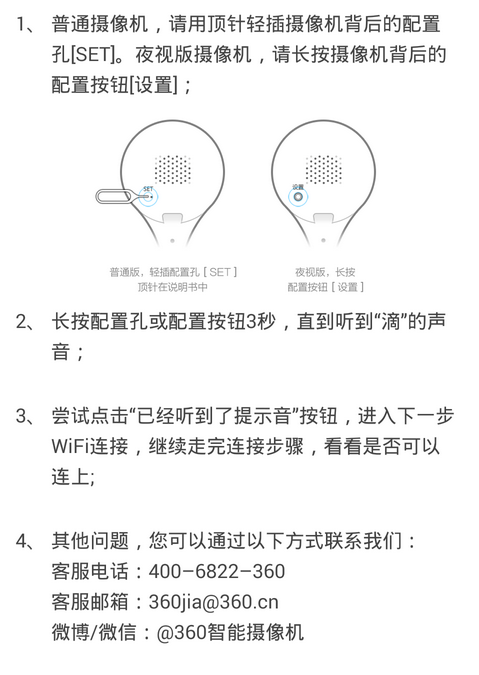 1、 普通摄像机，请用顶针轻插摄像机背后的配置
孔[SET]。夜视版摄像机，请长按摄像机背后的
配置按钮[设置]；
SET
设置
普通版，轻插配置孔 [ SET ]
顶针在说明书中
夜视版，长按
配置按钮 [ 设置 ]
2、 长按配置孔或配置按钮3秒，直到听到“滴”的声
音；
3、 尝试点击“已经听到了提示音”按钮，进入下一步
WiFi连接，继续走完连接步骤，看看是否可以
连上;
4、 其他问题，您可以通过以下方式联系我们：
客服电话：400–6822–360
客服邮箱：360jia@360.cn
微博/微信：@360智能摄像机